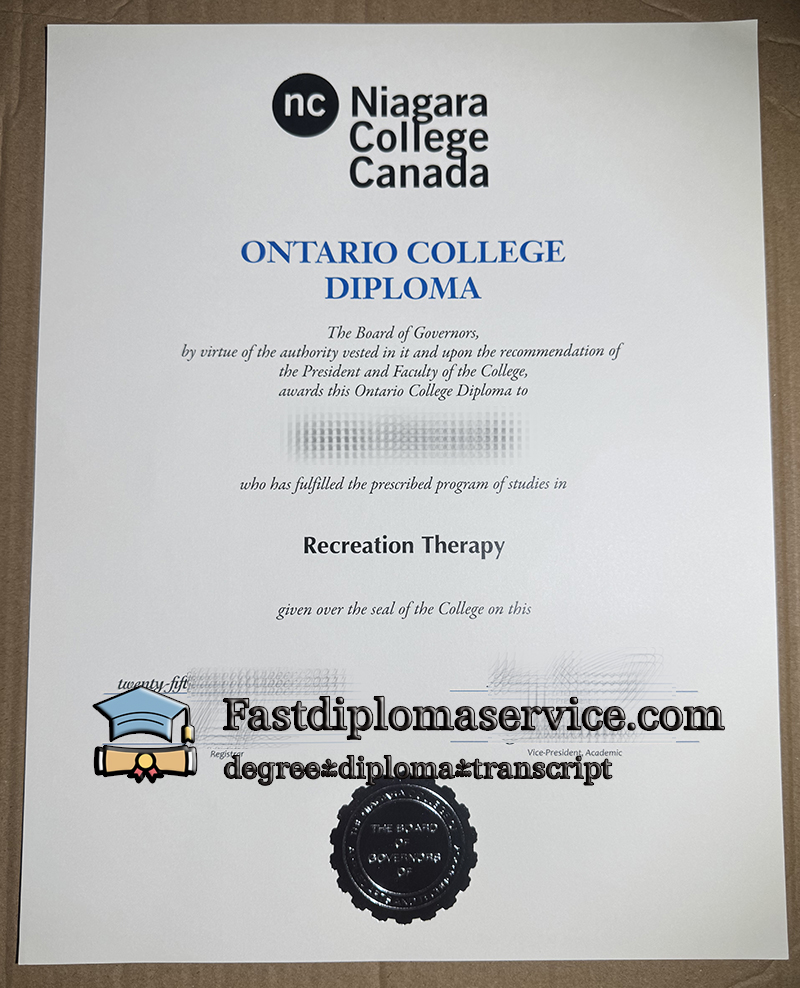 nc
Niagara
College
Canada
ONTARIO COLLEGE
DIPLOMA
The Board of Governors,
by virtue of the authority vested in it and upon the recommendation of
the President and Faculty of the College,
awards this Ontario College Diploma to
who has fulfilled the prescribed program of studies in
Recreation Therapy
given over the seal of the College on this
Fastdiplomaservice.com
Registrar
Vice-President, Academic
degree*diploma*transcript
THE BOARD
OF
GOVERNORS
OF